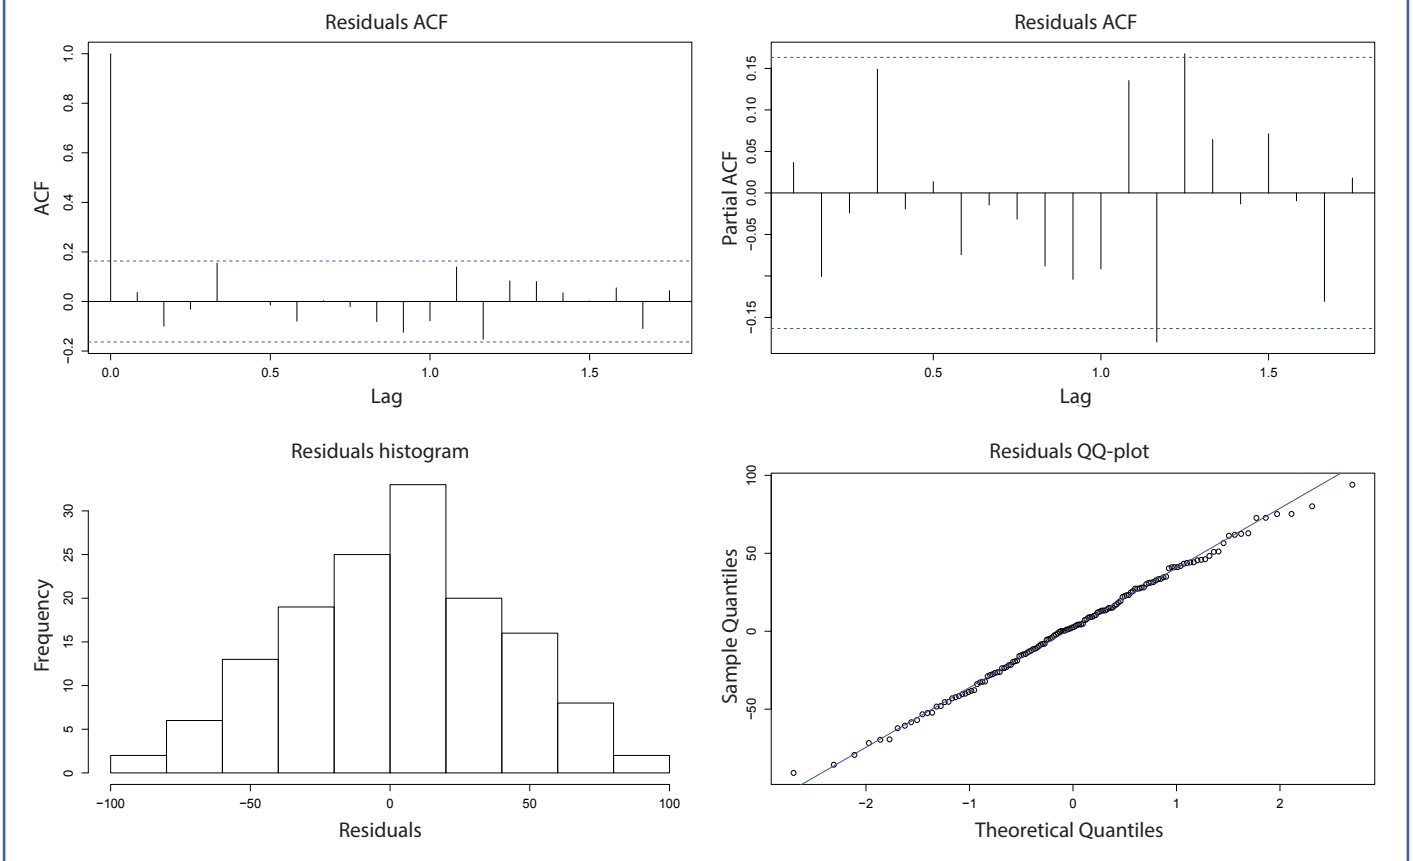 Residuals ACF
ACF
−0.2 0.0 0.2 0.4 0.6 0.8 1.0
0.0 0.5 1.0 1.5
Lag
Residuals ACF
Partial ACF
−0.15 −0.05 0.00 0.05 0.10 0.15
0.5 1.0 1.5
Lag
Residuals histogram
Frequency
0 5 10 15 20 25 30
−100 −50 0 50 100
Residuals
Residuals QQ-plot
Sample Quantiles
−50 0 50 100
−2 −1 0 1 2
Theoretical Quantiles